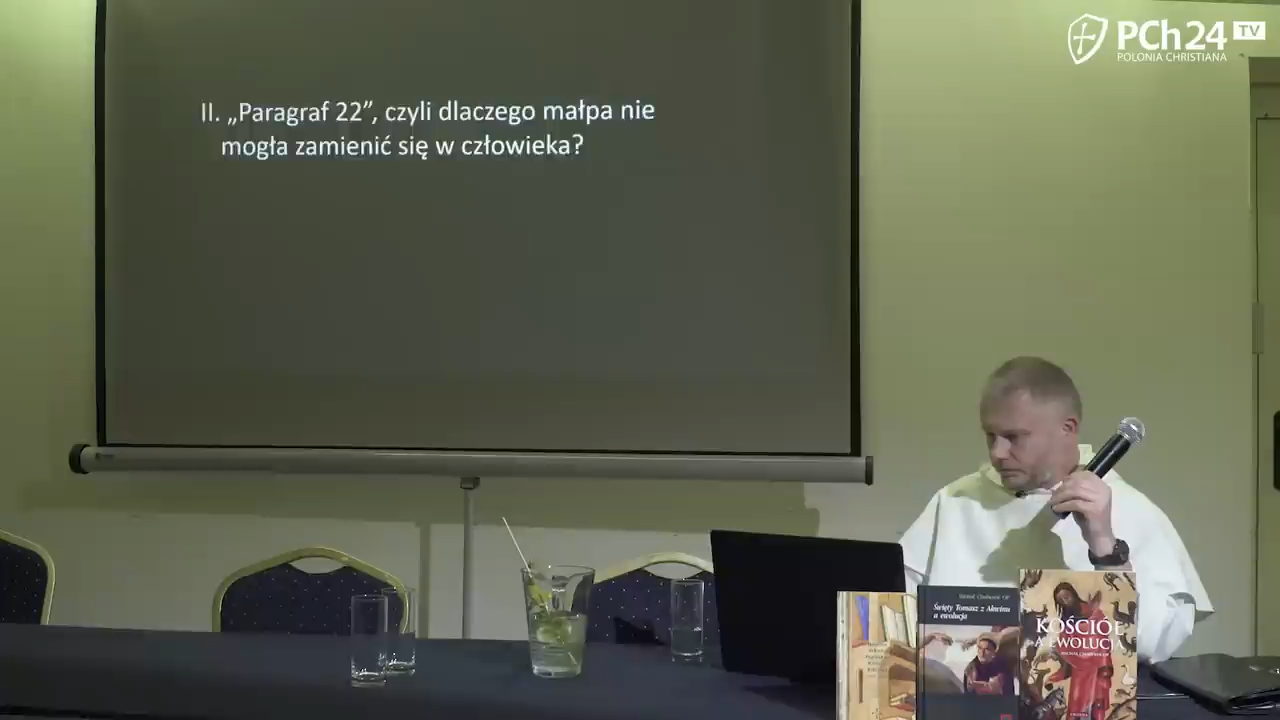 PCh24 TV
POLONIA CHRISTIANA
II. „Paragraf 22”, czyli dlaczego małpa nie
mogła zamienić się w człowieka?
Święty Tomasz z Akwinu
a ewolucja
KOŚCIÓŁ
A EWOLUCJA